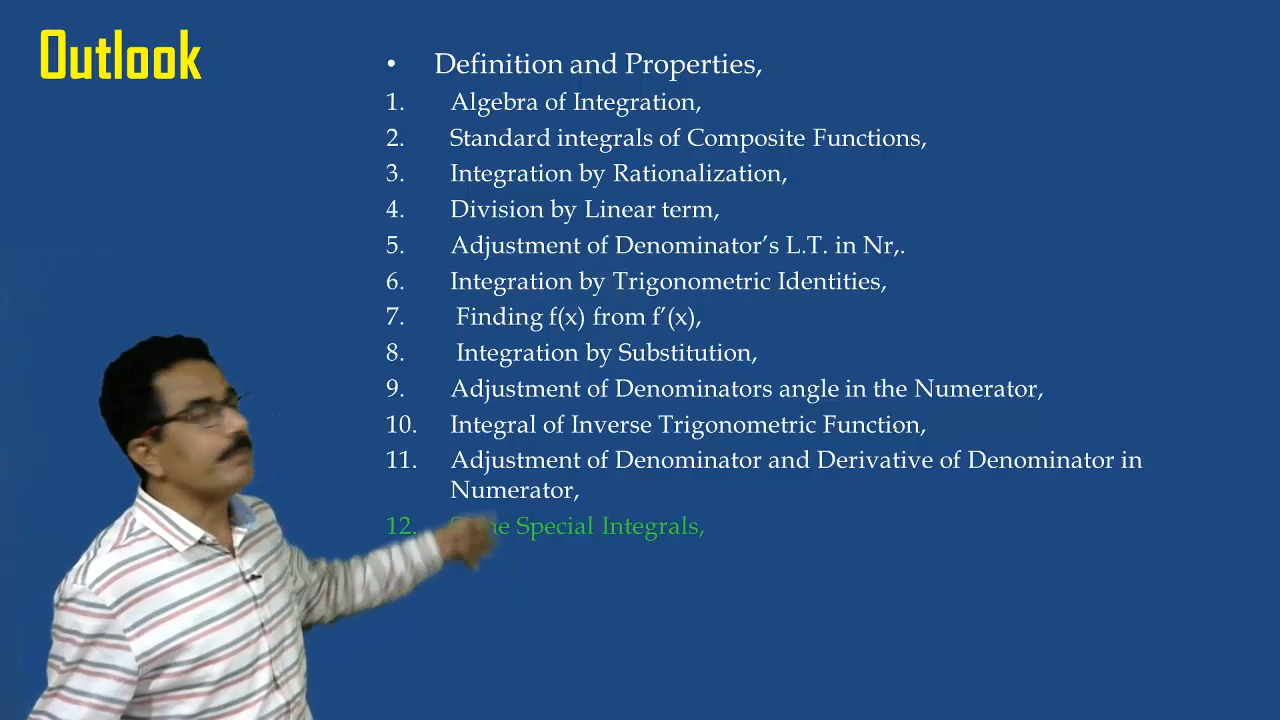 Outlook
• Definition and Properties,
1. Algebra of Integration,
2. Standard integrals of Composite Functions,
3. Integration by Rationalization,
4. Division by Linear term,
5. Adjustment of Denominator’s L.T. in Nr,.
6. Integration by Trigonometric Identities,
7. Finding f(x) from f’(x),
8. Integration by Substitution,
9. Adjustment of Denominators angle in the Numerator,
10. Integral of Inverse Trigonometric Function,
11. Adjustment of Denominator and Derivative of Denominator in
Numerator,
12. Special Integrals,